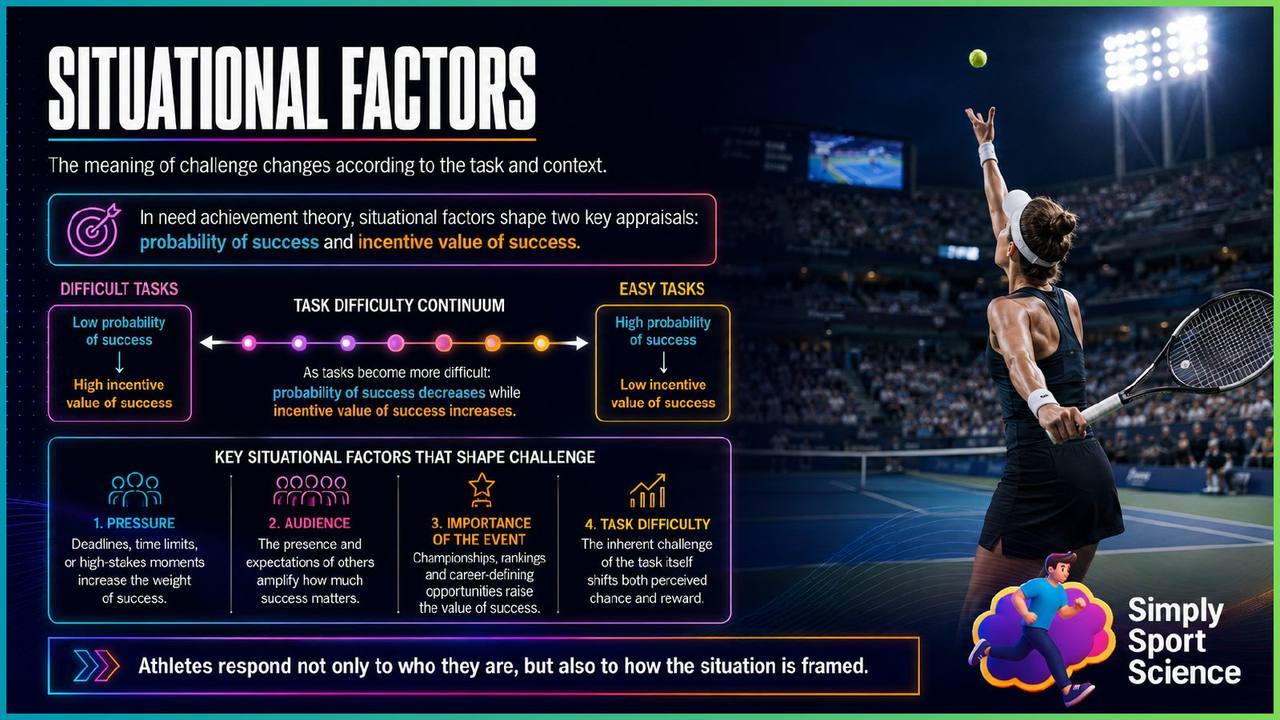 SITUATIONAL FACTORS
The meaning of challenge changes according to the task and context.
In need achievement theory, situational factors shape two key appraisals:
probability of success and incentive value of success.
DIFFICULT TASKS
Low probability
of success
High incentive
value of success
TASK DIFFICULTY CONTINUUM
As tasks become more difficult:
probability of success decreases while
incentive value of success increases.
EASY TASKS
High probability
of success
Low incentive
value of success
KEY SITUATIONAL FACTORS THAT SHAPE CHALLENGE
1. PRESSURE
Deadlines, time limits,
or high-stakes moments
increase the weight
of success.
2. AUDIENCE
The presence and
expectations of others
amplify how much
success matters.
3. IMPORTANCE
OF THE EVENT
Championships, rankings
and career-defining
opportunities raise
the value of success.
4. TASK DIFFICULTY
The inherent challenge
of the task itself
shifts both perceived
chance and reward.
Athletes respond not only to who they are, but also to how the situation is framed.
Simply
Sport
Science